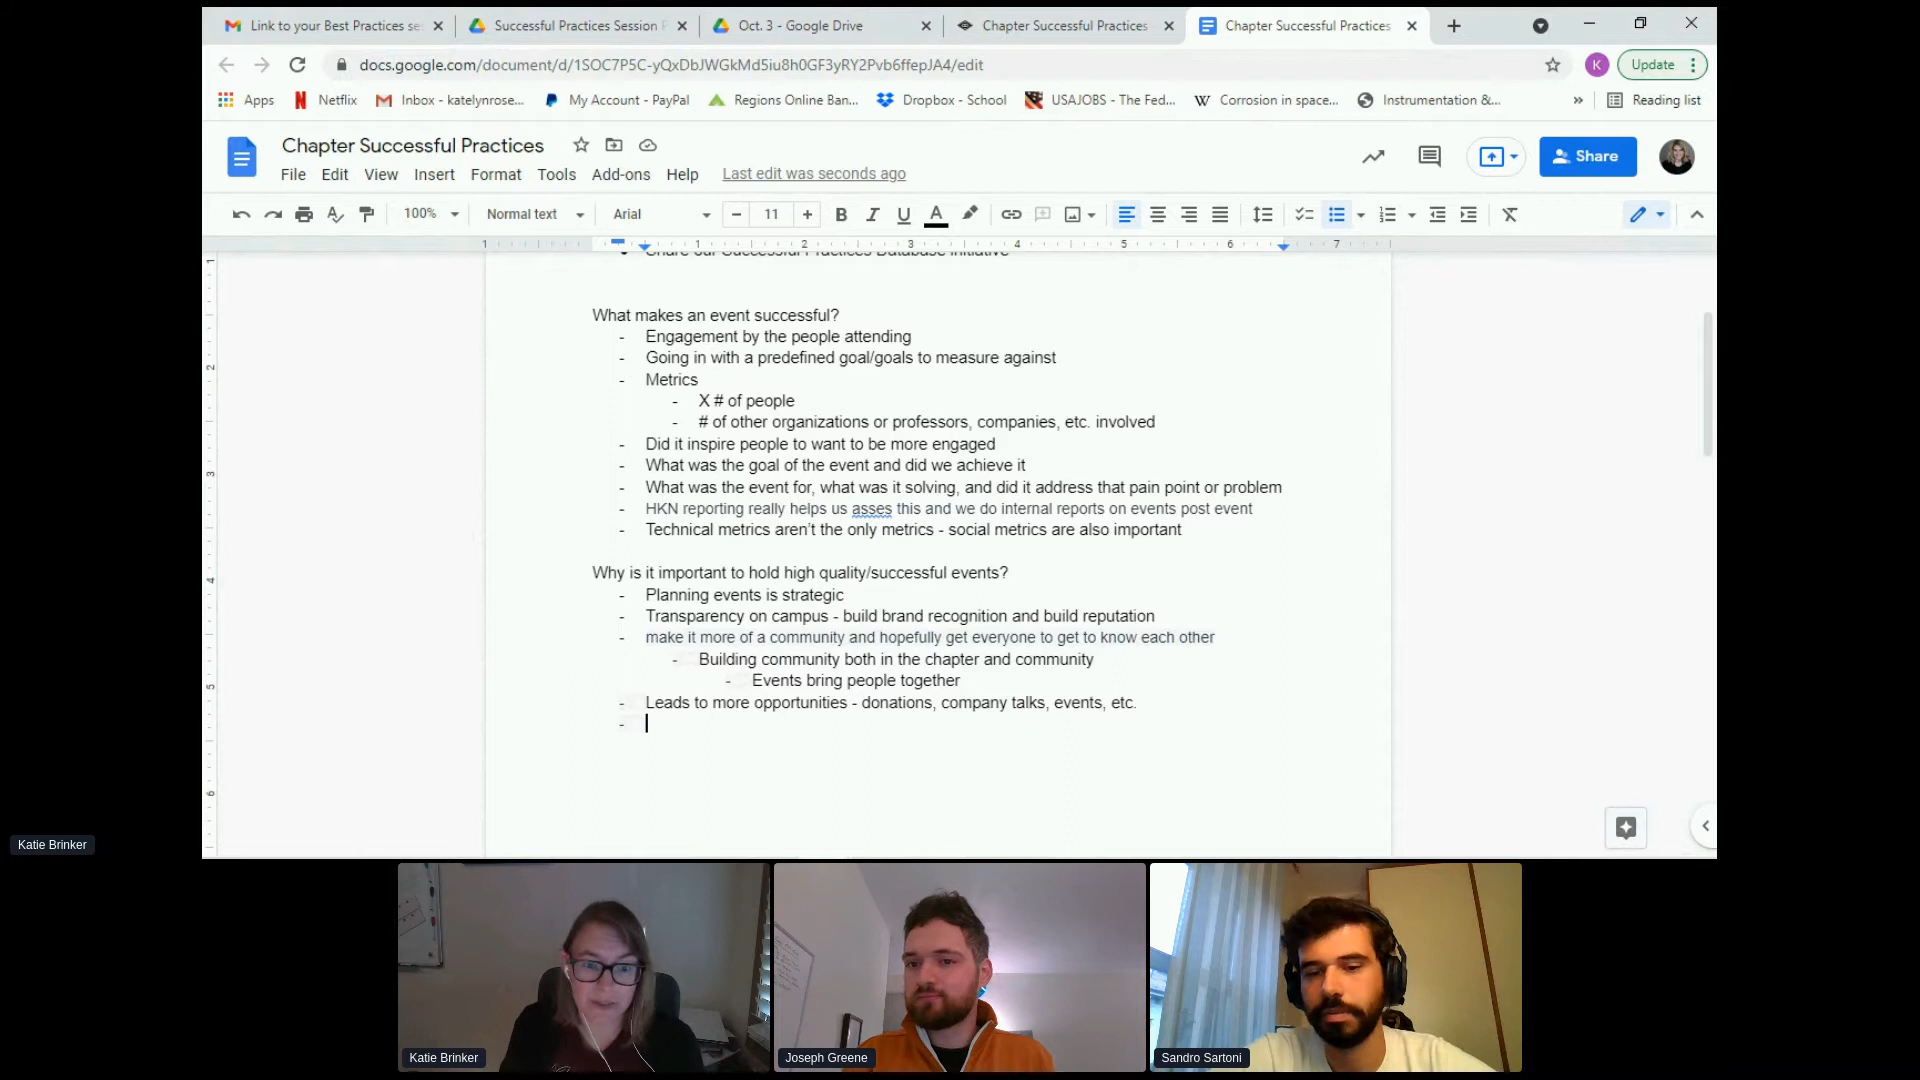 Link to your Best Practices se
Successful Practices Session P
Oct. 3 - Google Drive
Chapter Successful Practices
Chapter Successful Practices
docs.google.com/document/d/1SOC7P5C-yQxDbJWGkMd5iu8h0GF3yRY2Pvb6ffepJA4/edit
K
Update
Apps
Netflix
Inbox - katelynrose...
My Account - PayPal
Regions Online Ban...
Dropbox - School
USAJOBS - The Fed...
Corrosion in space...
Instrumentation &...
Reading list
Chapter Successful Practices
File Edit View Insert Format Tools Add-ons Help
Last edit was seconds ago
Share
100%
Normal text
Arial
11
Share our Successful Practices Database Initiative
What makes an event successful?
- Engagement by the people attending
- Going in with a predefined goal/goals to measure against
- Metrics
- X # of people
- # of other organizations or professors, companies, etc. involved
- Did it inspire people to want to be more engaged
- What was the goal of the event and did we achieve it
- What was the event for, what was it solving, and did it address that pain point or problem
- HKN reporting really helps us asses this and we do internal reports on events post event
- Technical metrics aren't the only metrics - social metrics are also important
Why is it important to hold high quality/successful events?
- Planning events is strategic
- Transparency on campus - build brand recognition and build reputation
- make it more of a community and hopefully get everyone to get to know each other
- Building community both in the chapter and community
- Events bring people together
- Leads to more opportunities - donations, company talks, events, etc.
-
Katie Brinker
Katie Brinker
Joseph Greene
Sandro Sartoni